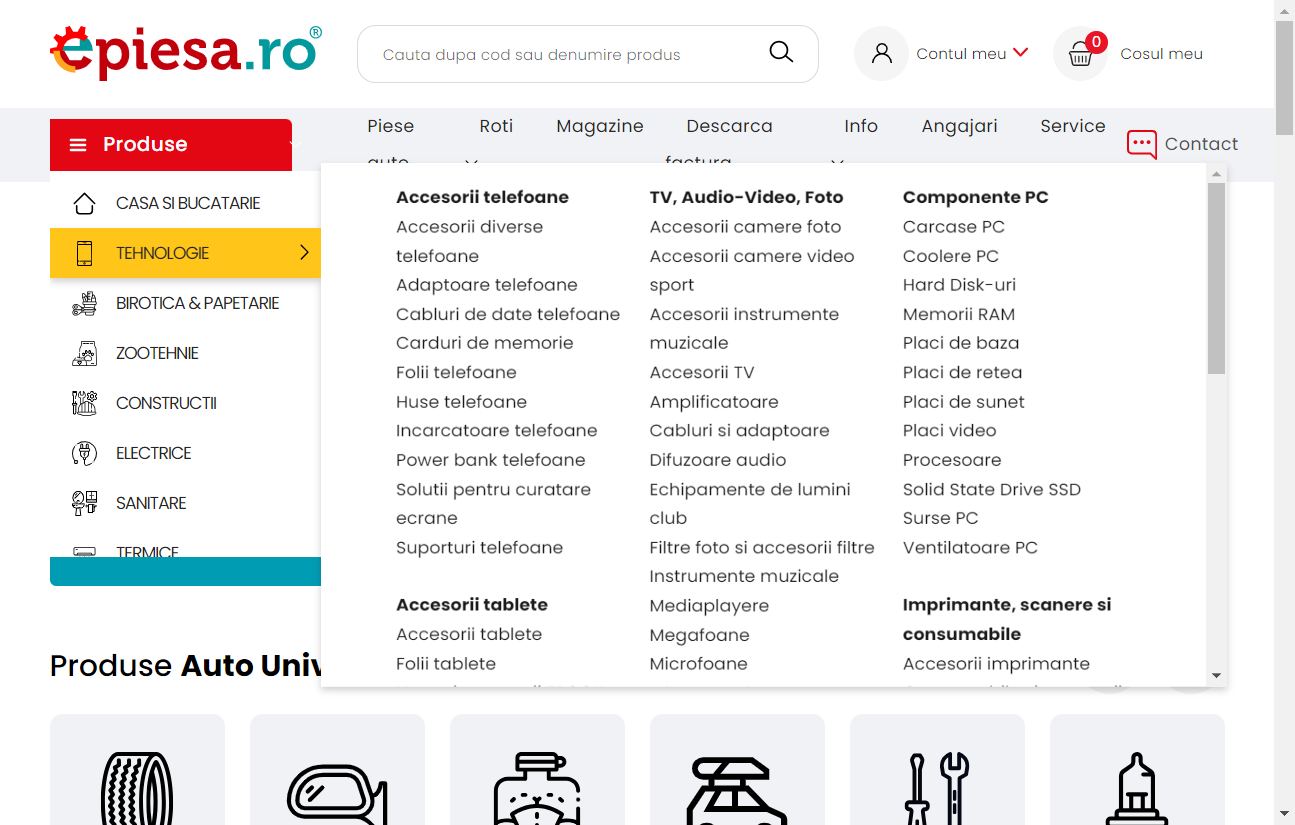 epiesa.ro®
Cauta dupa cod sau denumire produs
Contul meu
0
Cosul meu
Produse
Piese
auto
Roti
Magazine
Descarca
factura
Info
Angajari
Service
Contact
CASA SI BUCATARIE
TEHNOLOGIE
BIROTICA & PAPETARIE
ZOOTEHNIE
CONSTRUCTII
ELECTRICE
SANITARE
TERMICE
Accesorii telefoane
Accesorii diverse
telefoane
Adaptoare telefoane
Cabluri de date telefoane
Carduri de memorie
Folii telefoane
Huse telefoane
Incarcatoare telefoane
Power bank telefoane
Solutii pentru curatare
ecrane
Suporturi telefoane
Accesorii tablete
Accesorii tablete
Folii tablete
TV, Audio-Video, Foto
Accesorii camere foto
Accesorii camere video
sport
Accesorii instrumente
muzicale
Accesorii TV
Amplificatoare
Cabluri si adaptoare
Difuzoare audio
Echipamente de lumini
club
Filtre foto si accesorii filtre
Instrumente muzicale
Mediaplayere
Megafoane
Microfoane
Componente PC
Carcase PC
Coolere PC
Hard Disk-uri
Memorii RAM
Placi de baza
Placi de retea
Placi de sunet
Placi video
Procesoare
Solid State Drive SSD
Surse PC
Ventilatoare PC
Imprimante, scanere si
consumabile
Accesorii imprimante
Produse Auto Univ